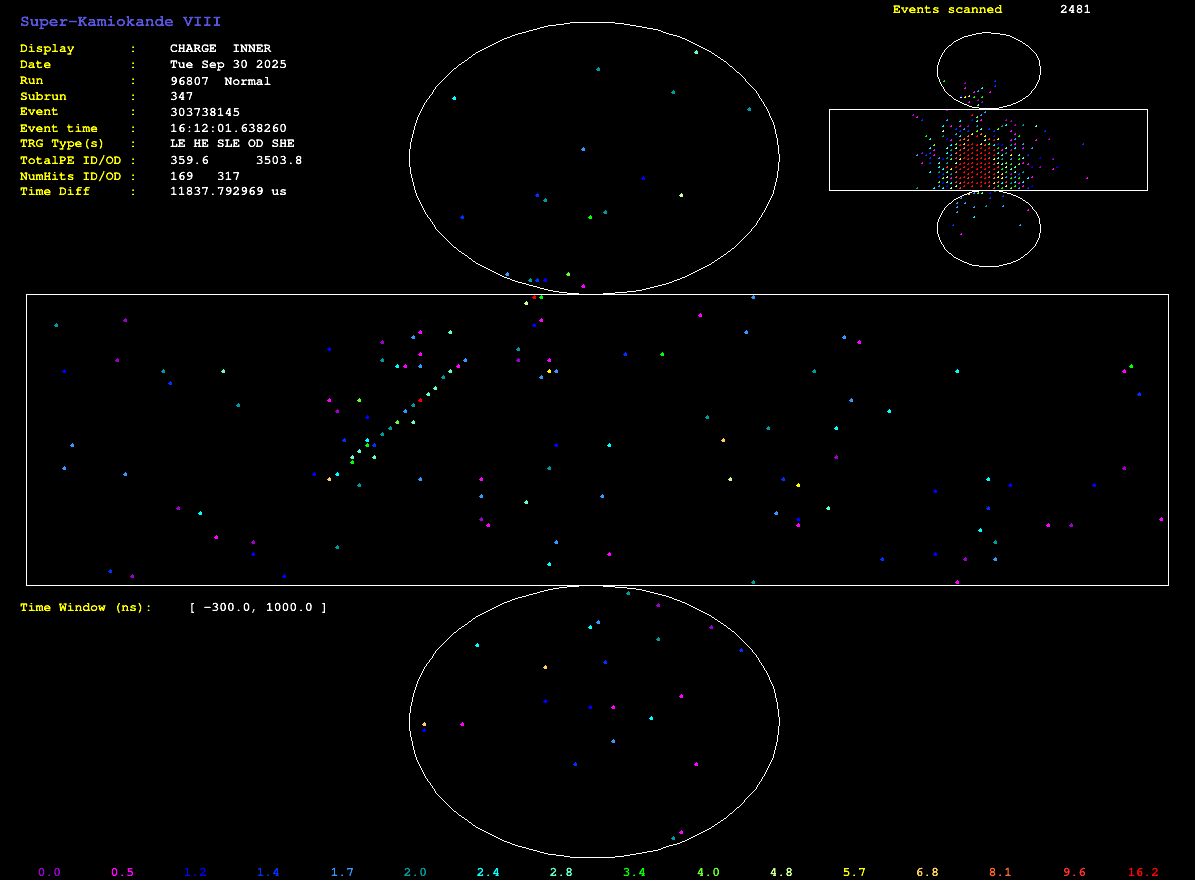 Super-Kamiokande VIII
Events scanned 2481
Display : CHARGE INNER
Date : Tue Sep 30 2025
Run : 96807 Normal
Subrun : 347
Event : 303738145
Event time : 16:12:01.638260
TRG Type(s) : LE HE SLE OD SHE
TotalPE ID/OD : 359.6 3503.8
NumHits ID/OD : 169 317
Time Diff : 11837.792969 us
Time Window (ns): [ -300.0, 1000.0 ]
0.0 0.5 1.2 1.4 1.7 2.0 2.4 2.8 3.4 4.0 4.8 5.7 6.8 8.1 9.6 16.2